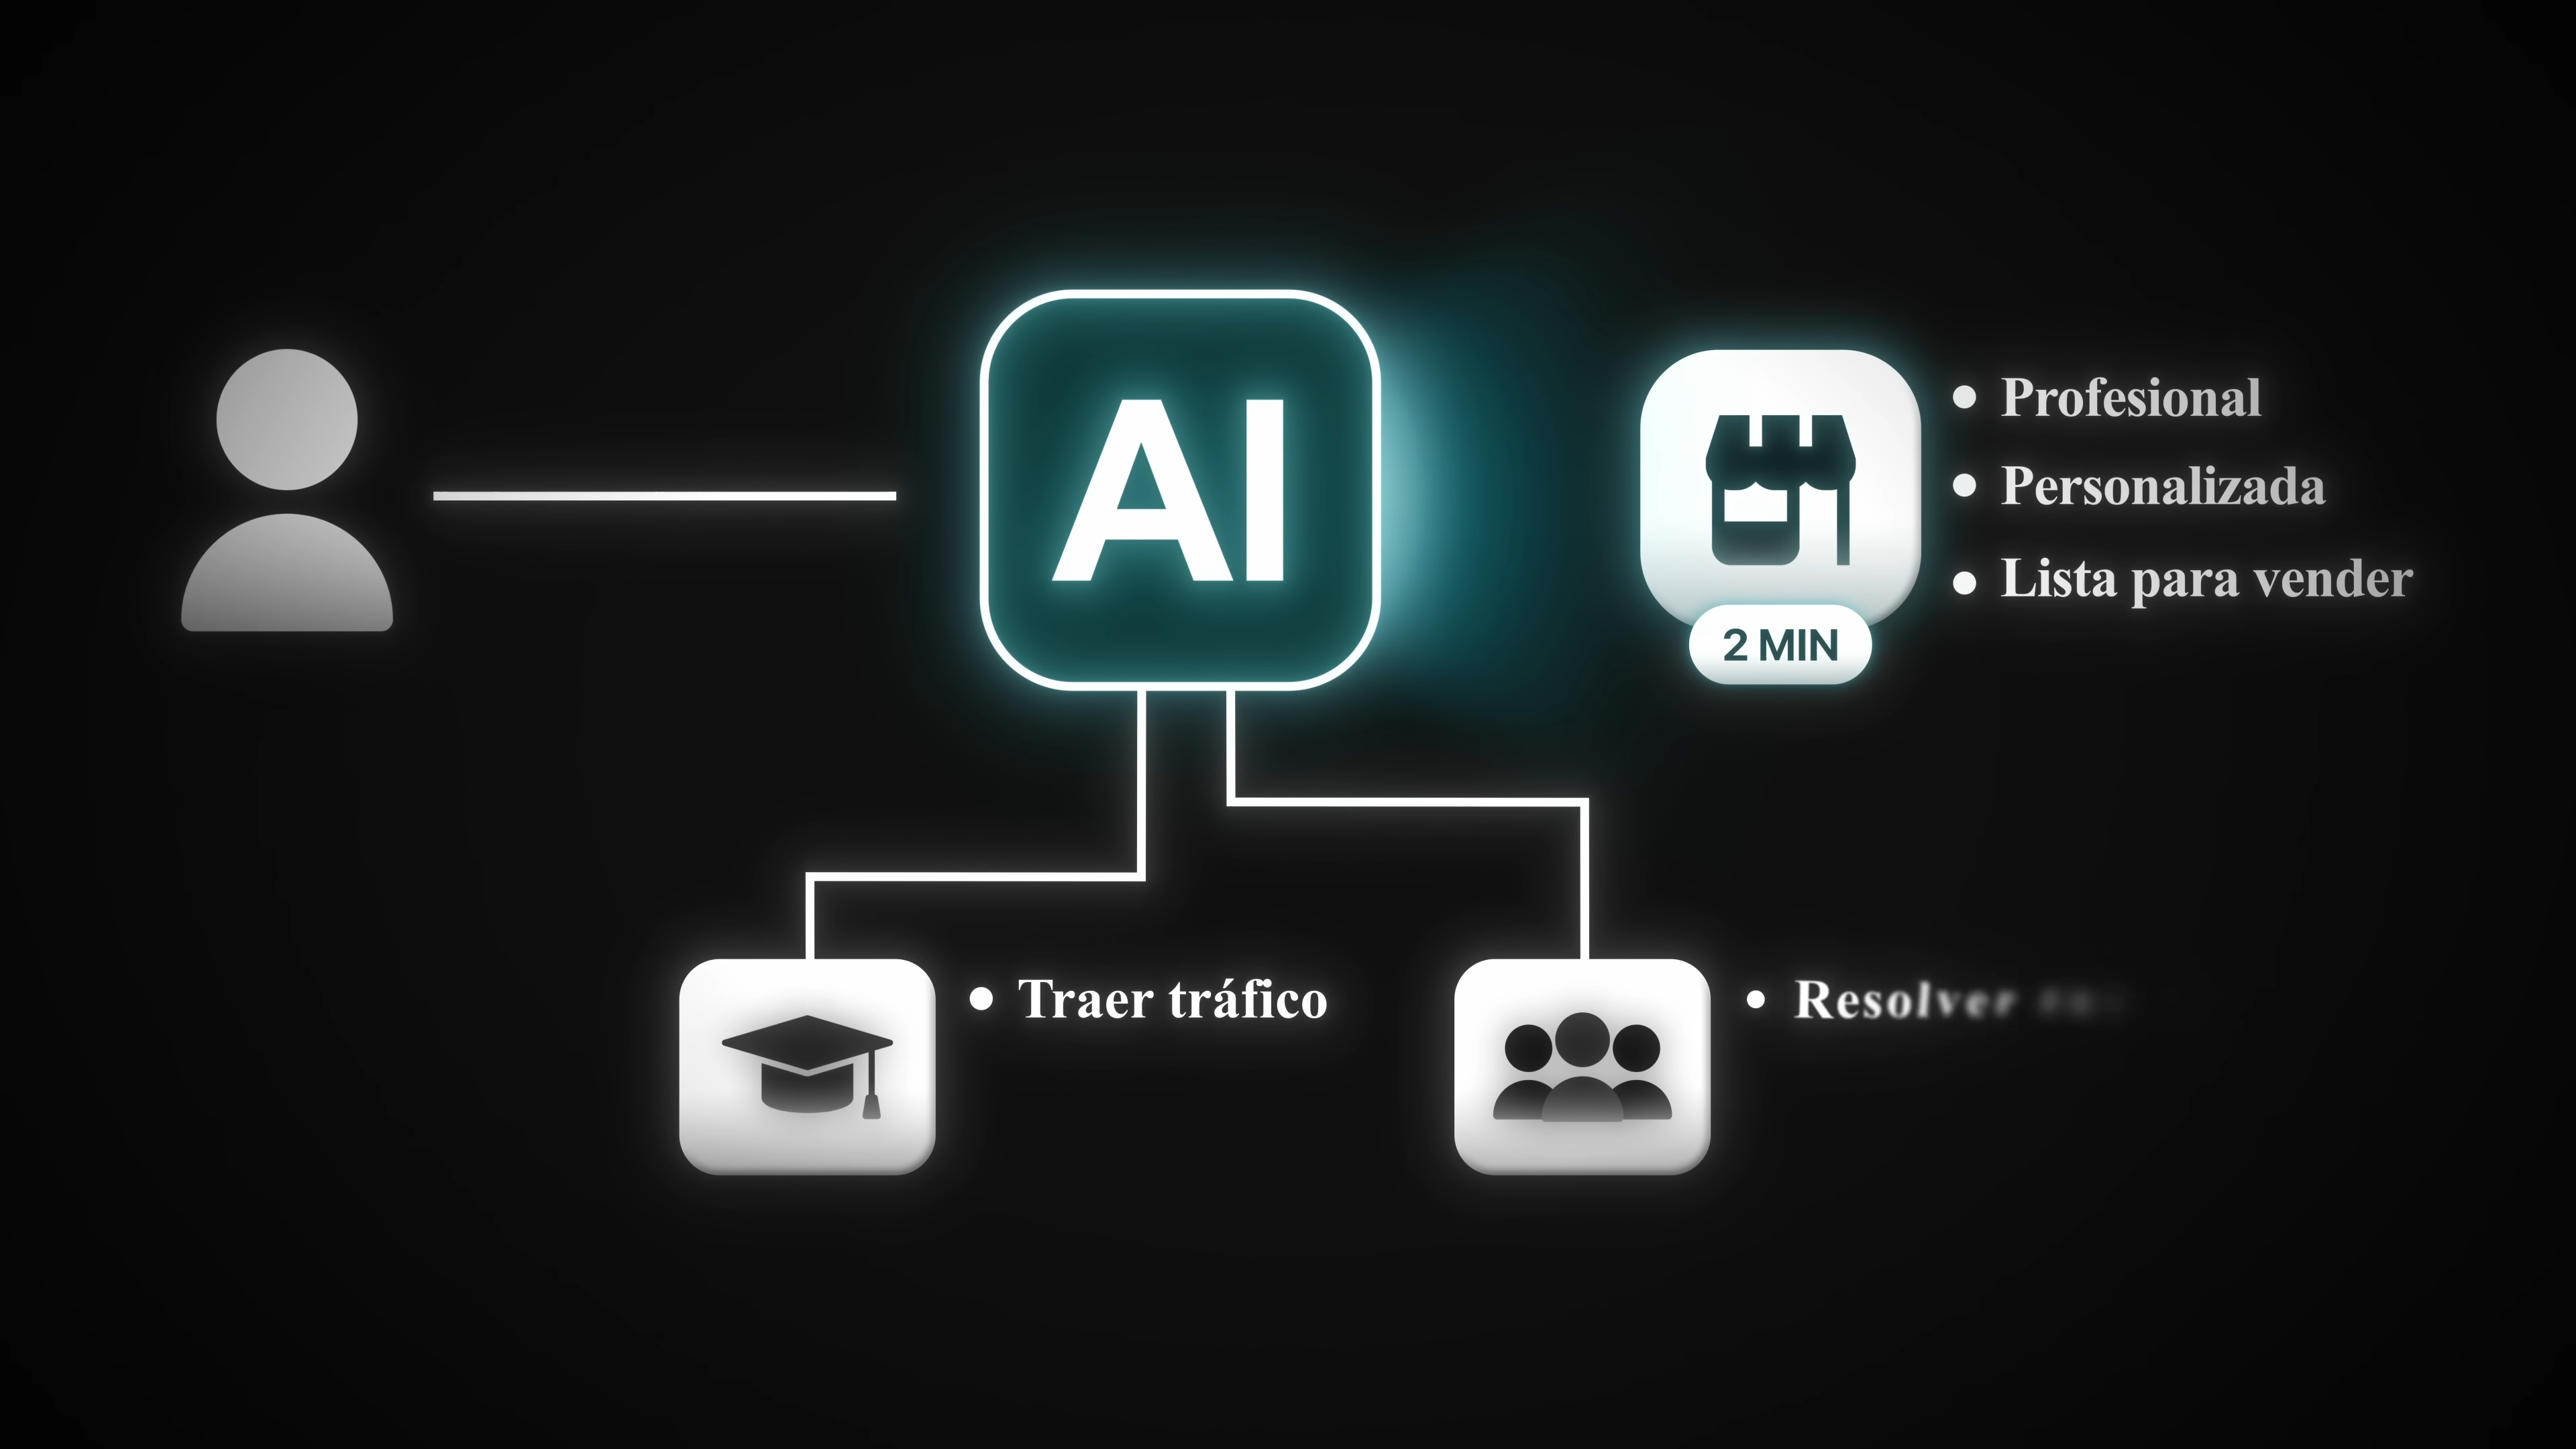 AI
Profesional
Personalizada
Lista para vender
2 MIN
Traer tráfico
Resolver